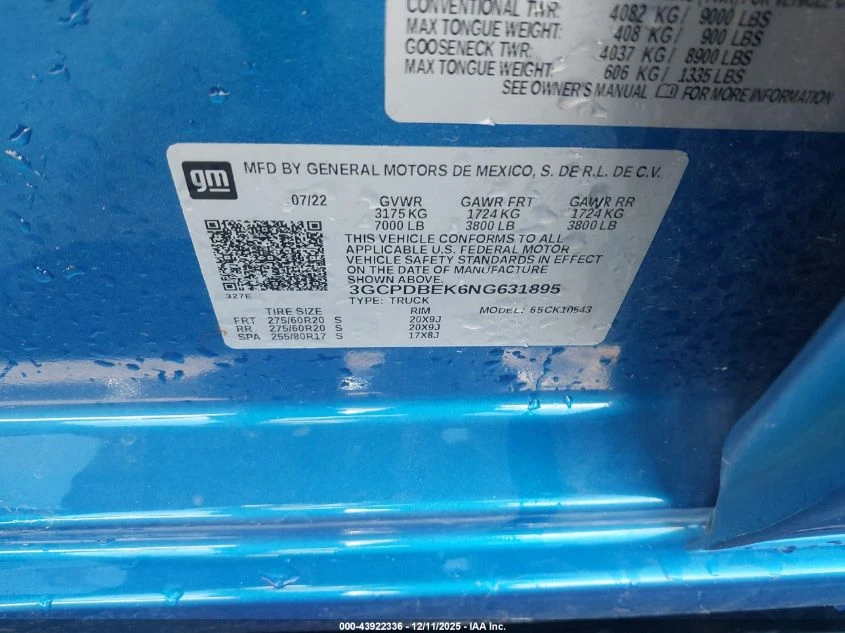 CONVENTIONAL TWR: 4082 KG/ 9000 LBS
MAX TONGUE WEIGHT: 408 KG/ 900 LBS
GOOSENECK TWR: 4037 KG/ 8900 LBS
MAX TONGUE WEIGHT: 606 KG/ 1335 LBS
SEE OWNER'S MANUAL FOR MORE INFORMATION
gm
MFD BY GENERAL MOTORS DE MEXICO, S. DE R.L. DE C.V.
07/22 GVWR GAWR FRT GAWR RR
3175 KG 1724 KG 1724 KG
7000 LB 3800 LB 3800 LB
THIS VEHICLE CONFORMS TO ALL
APPLICABLE U.S. FEDERAL MOTOR
VEHICLE SAFETY STANDARDS IN EFFECT
ON THE DATE OF MANUFACTURE
SHOWN ABOVE.
3GCPDBEK6NG631895
327E
TYPE: TRUCK MODEL: 65CK10543
TIRE SIZE RIM
FRT 275/60R20 S 20X9J
RR 275/60R20 S 20X9J
SPA 255/80R17 S 17X8J
000-43922336 - 12/11/2025 - IAA Inc.